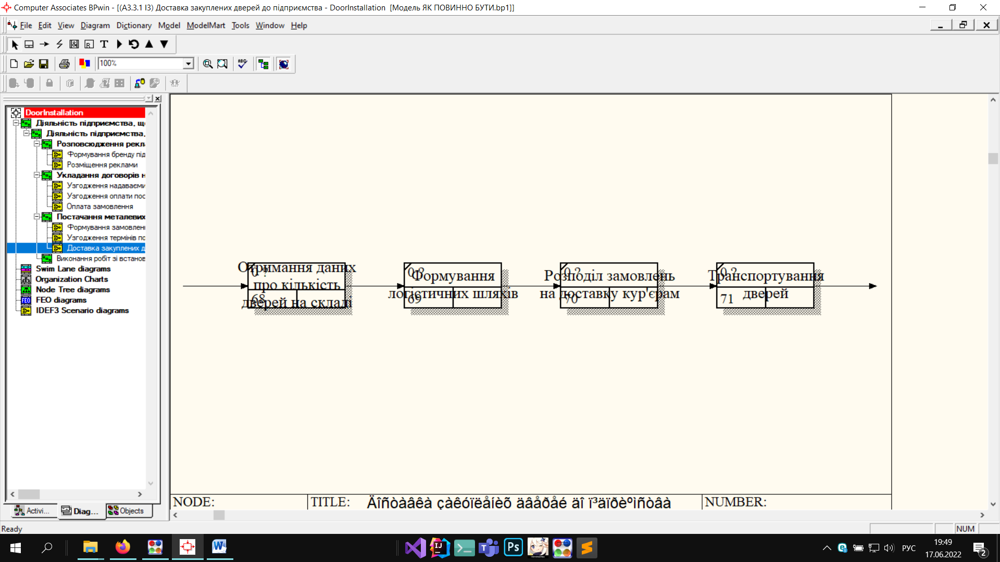 Computer Associates BPwin - [(A3.3.1 I3) Доставка закуплених дверей до підприємства - DoorInstallation [Модель ЯК ПОВИННО БУТИ.bp1]]
File Edit View Diagram Dictionary Model ModelMart Tools Window Help
100%
DoorInstallation
Діяльність підприємства, щ
Діяльність підприємства,
Розповсюдження рекл
Формування бренду під
Розміщення реклами
Укладання договорів н
Узгодження надаваєми
Узгодження оплати пос
Оплата замовлення
Постачання металевих
Формування замовлен
Узгодження термінів по
Доставка закуплених д
Виконання робіт зі встанов
Swim Lane diagrams
Organization Charts
Node Tree diagrams
FEO diagrams
IDEF3 Scenario diagrams
Activi... Diag... Objects
0 ?
Отримання даних
про кількість
дверей на складі
68
0 ?
Формування
логістичних шляхів
69
0 ?
Розподіл замовлень
на доставку кур'єрам
70
0 ?
Транспортування
дверей
71
NODE: TITLE: Äîñòàâêà çàêóïëåíèõ äâåðåé äî ï³äïðèºìñòâà NUMBER:
Ready
NUM
РУС
19:49
17.06.2022
2